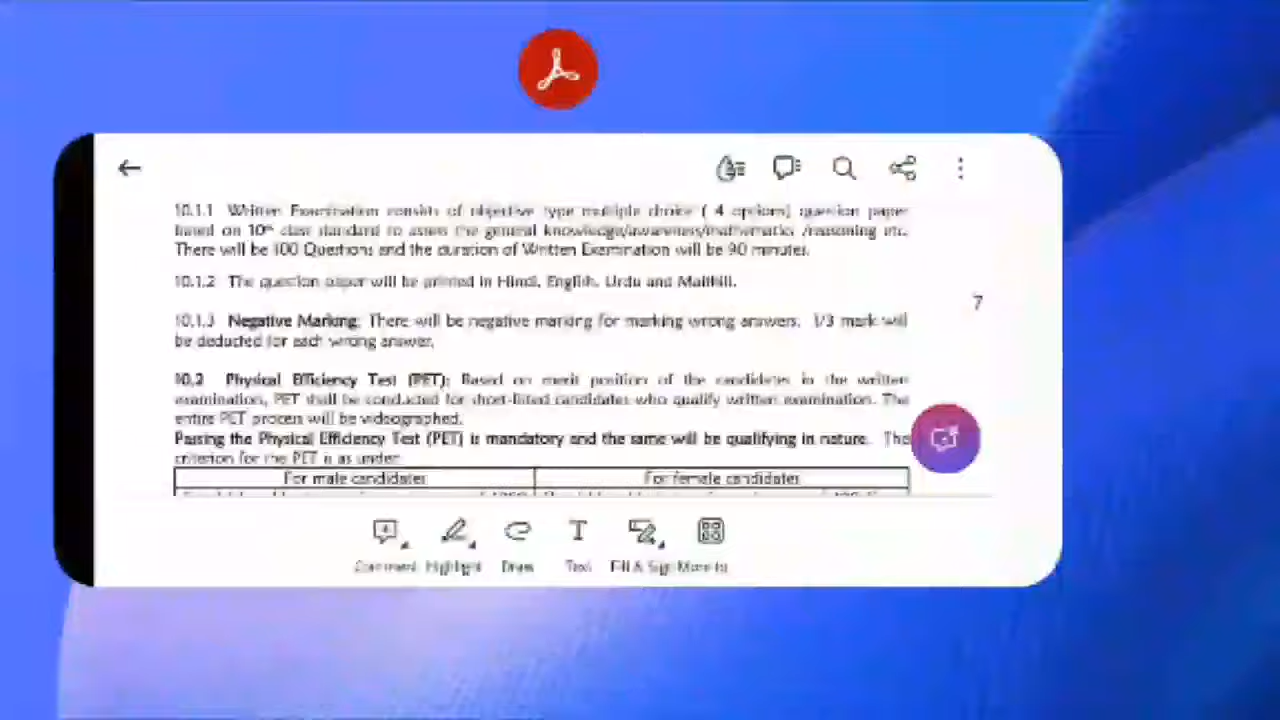 10.1.1 Written Examination consists of objective type multiple choice ( 4 options) question paper
based on 10th class standard to assess the general knowledge/awareness/mathematics /reasoning etc.
There will be 100 Questions and the duration of Written Examination will be 90 minutes.
10.1.2 The question paper will be printed in Hindi, English, Urdu and Maithili.
7
10.1.3 Negative Marking: There will be negative marking for marking wrong answers. 1/3 mark will
be deducted for each wrong answer.
10.2 Physical Efficiency Test (PET): Based on merit position of the candidates in the written
examination, PET shall be conducted for short-listed candidates who qualify written examination. The
entire PET process will be videographed.
Passing the Physical Efficiency Test (PET) is mandatory and the same will be qualifying in nature. The
criterion for the PET is as under:
For male candidates For female candidates
Comment Highlight Draw Text Fill & Sign More to